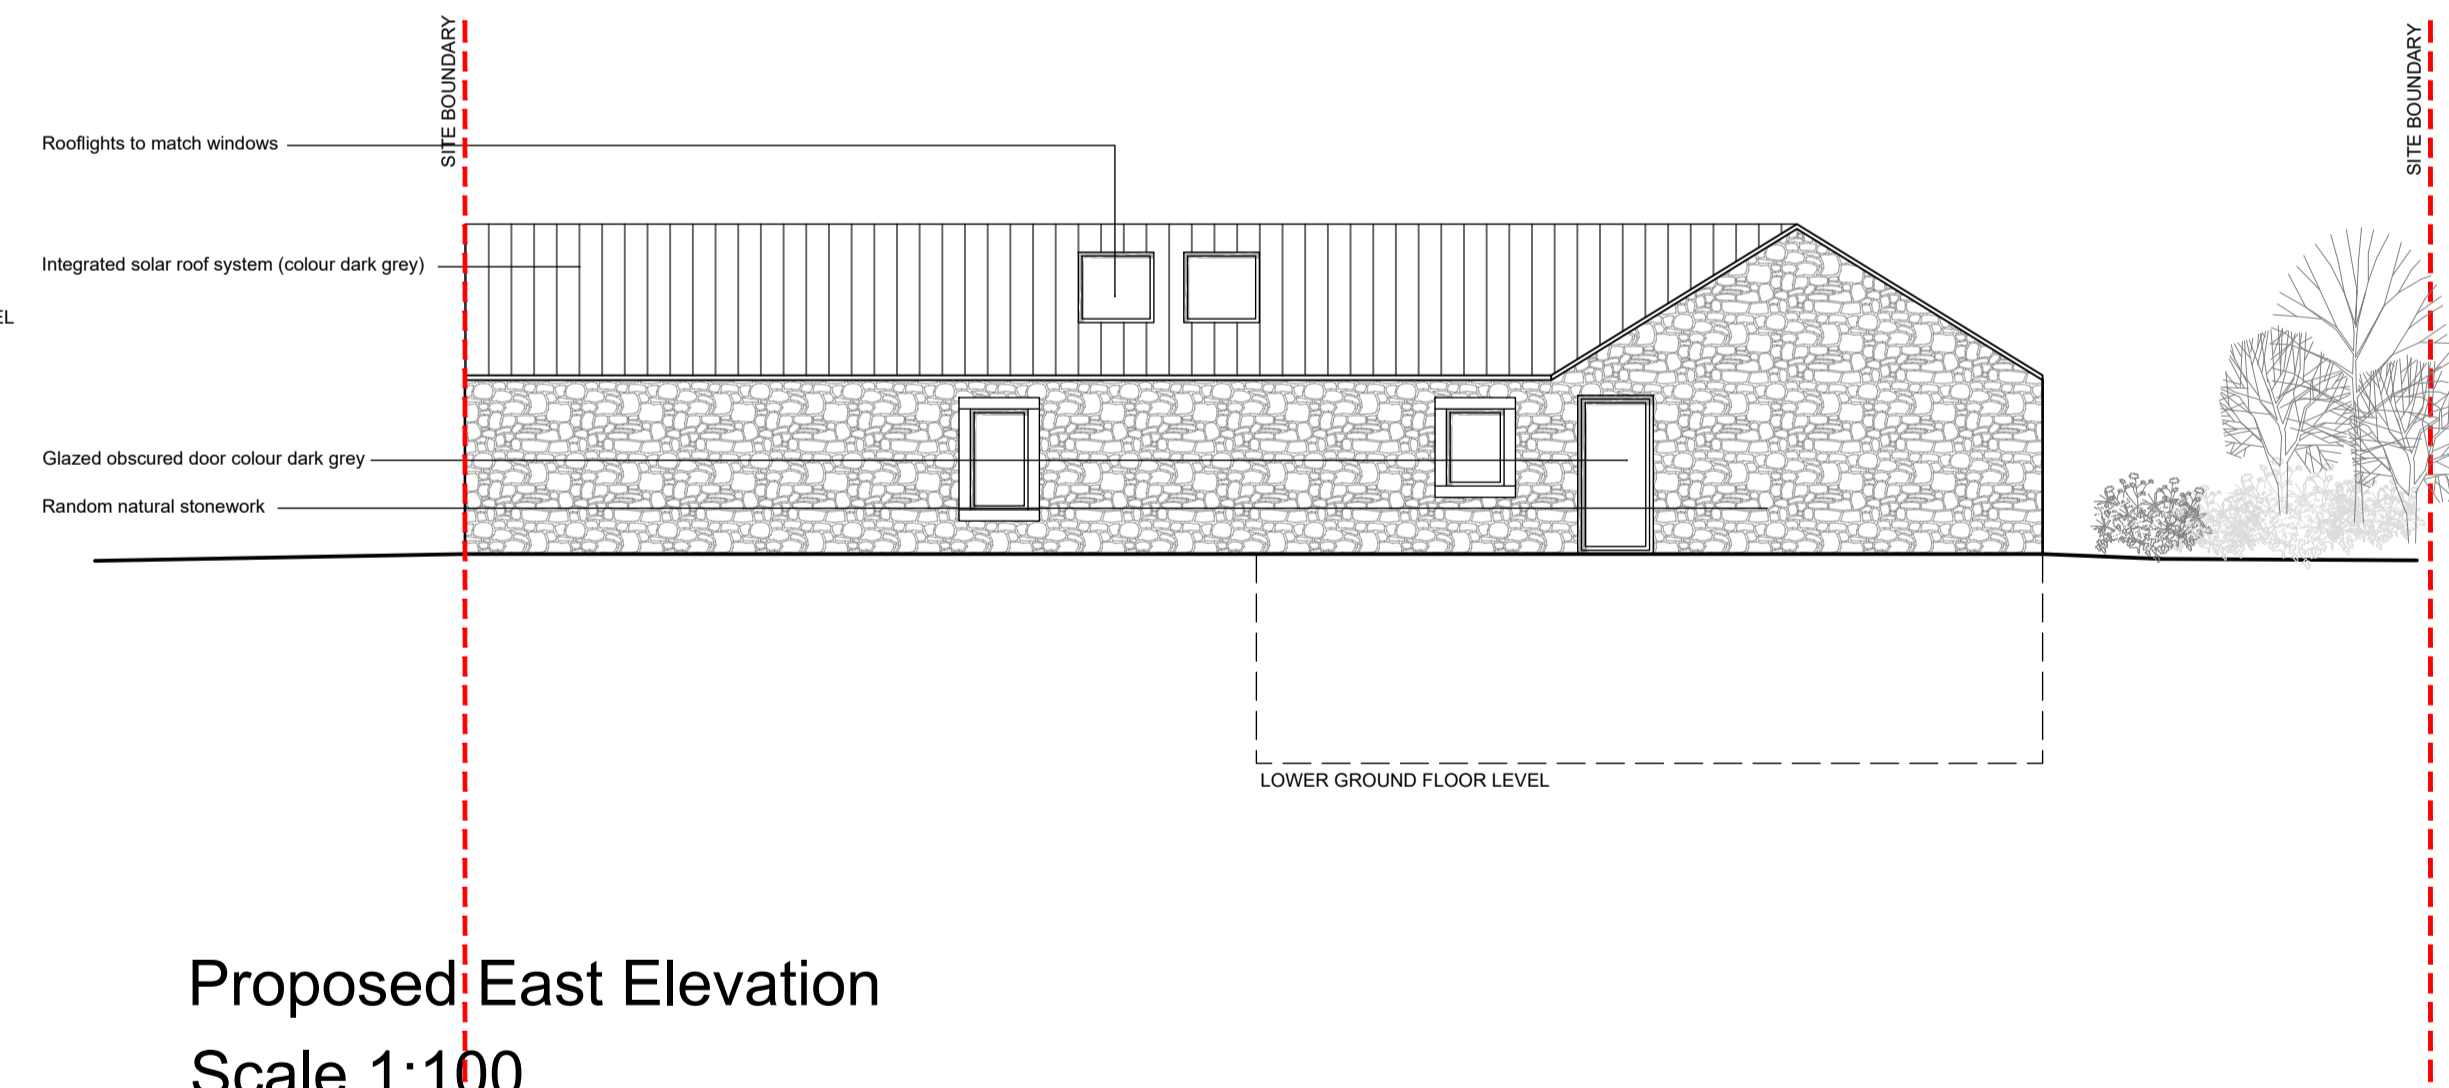 SITE BOUNDARY
SITE BOUNDARY
Rooflights to match windows
Integrated solar roof system (colour dark grey)
EL
Glazed obscured door colour dark grey
Random natural stonework
LOWER GROUND FLOOR LEVEL
Proposed East Elevation
Scale 1:100